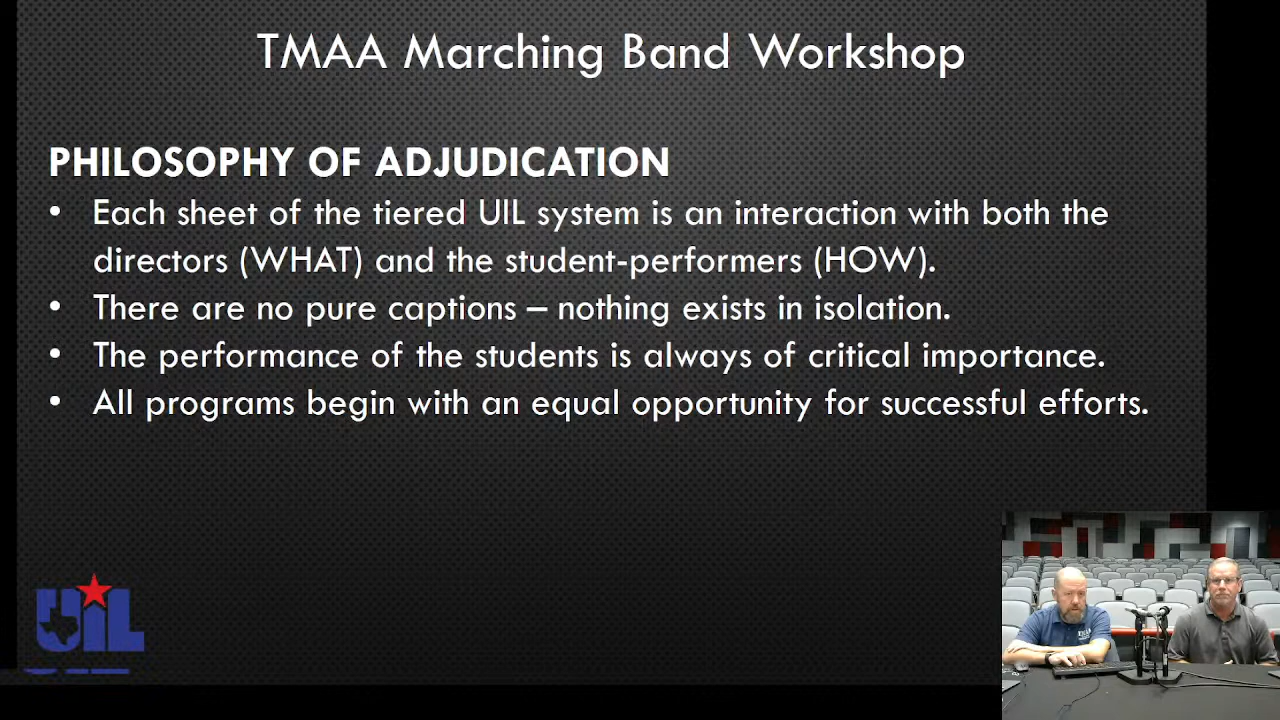 TMAA Marching Band Workshop
PHILOSOPHY OF ADJUDICATION
• Each sheet of the tiered UIL system is an interaction with both the
directors (WHAT) and the student-performers (HOW).
• There are no pure captions – nothing exists in isolation.
• The performance of the students is always of critical importance.
• All programs begin with an equal opportunity for successful efforts.
UIL